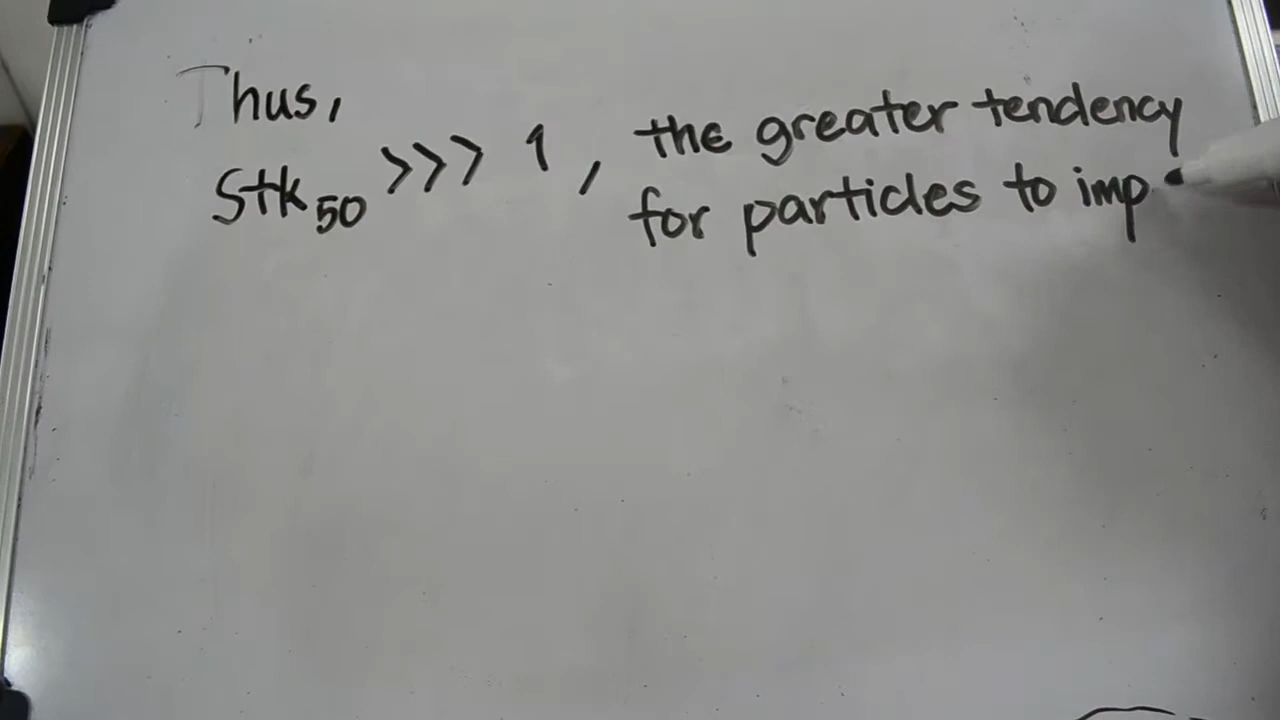 Thus,
Stk50 >>> 1, the greater tendency
for particles to imp